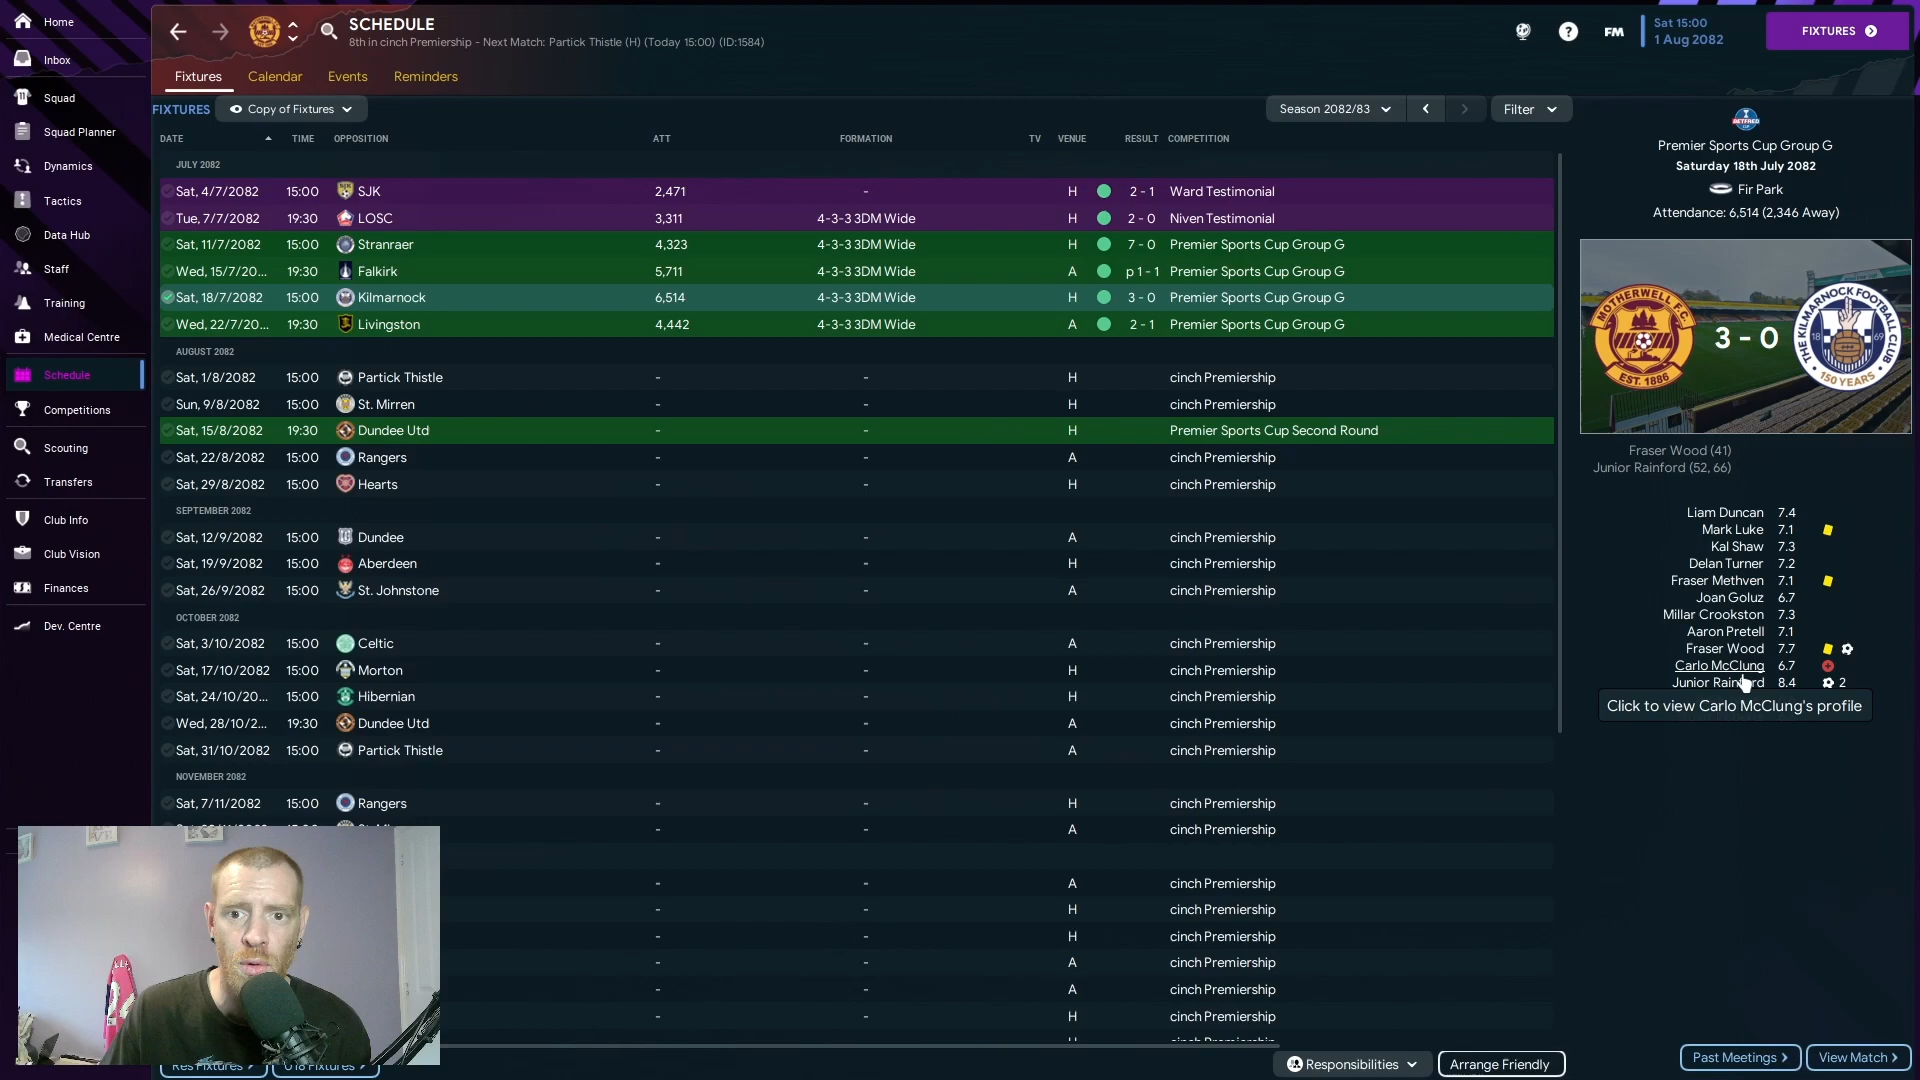 Home
Inbox
Squad
Squad Planner
Dynamics
Tactics
Data Hub
Staff
Training
Medical Centre
Schedule
Competitions
Scouting
Transfers
Club Info
Club Vision
Finances
Dev. Centre
SCHEDULE
8th in cinch Premiership - Next Match: Partick Thistle (H) (Today 15:00) (ID:1584)
FM
Sat 15:00
1 Aug 2082
FIXTURES
Fixtures Calendar Events Reminders
FIXTURES Copy of Fixtures Season 2082/83 Filter
DATE TIME OPPOSITION ATT FORMATION TV VENUE RESULT COMPETITION
JULY 2082
Sat, 4/7/2082 15:00 SJK 2,471 - H 2 - 1 Ward Testimonial
Tue, 7/7/2082 19:30 LOSC 3,311 4-3-3 3DM Wide H 2 - 0 Niven Testimonial
Sat, 11/7/2082 15:00 Stranraer 4,323 4-3-3 3DM Wide H 7 - 0 Premier Sports Cup Group G
Wed, 15/7/20... 19:30 Falkirk 5,711 4-3-3 3DM Wide A p 1 - 1 Premier Sports Cup Group G
Sat, 18/7/2082 15:00 Kilmarnock 6,514 4-3-3 3DM Wide H 3 - 0 Premier Sports Cup Group G
Wed, 22/7/20... 19:30 Livingston 4,442 4-3-3 3DM Wide A 2 - 1 Premier Sports Cup Group G
AUGUST 2082
Sat, 1/8/2082 15:00 Partick Thistle - - H cinch Premiership
Sun, 9/8/2082 15:00 St. Mirren - - H cinch Premiership
Sat, 15/8/2082 19:30 Dundee Utd - - H Premier Sports Cup Second Round
Sat, 22/8/2082 15:00 Rangers - - A cinch Premiership
Sat, 29/8/2082 15:00 Hearts - - H cinch Premiership
SEPTEMBER 2082
Sat, 12/9/2082 15:00 Dundee - - A cinch Premiership
Sat, 19/9/2082 15:00 Aberdeen - - H cinch Premiership
Sat, 26/9/2082 15:00 St. Johnstone - - A cinch Premiership
OCTOBER 2082
Sat, 3/10/2082 15:00 Celtic - - A cinch Premiership
Sat, 17/10/2082 15:00 Morton - - H cinch Premiership
Sat, 24/10/20... 15:00 Hibernian - - H cinch Premiership
Wed, 28/10/2... 19:30 Dundee Utd - - A cinch Premiership
Sat, 31/10/2082 15:00 Partick Thistle - - A cinch Premiership
NOVEMBER 2082
Sat, 7/11/2082 15:00 Rangers - - H cinch Premiership
- - A cinch Premiership
- - A cinch Premiership
- - H cinch Premiership
- - H cinch Premiership
- - A cinch Premiership
- - A cinch Premiership
- - H cinch Premiership
Res Fixtures U18 Fixtures Responsibilities Arrange Friendly
BETFRED CUP
Premier Sports Cup Group G
Saturday 18th July 2082
Fir Park
Attendance: 6,514 (2,346 Away)
MOTHERWELL F.C.
EST. 1886
3 - 0
THE KILMARNOCK FOOTBALL CLUB
18 69
150 YEARS
Fraser Wood (41)
Junior Rainford (52, 66)
Liam Duncan 7.4
Mark Luke 7.1
Kal Shaw 7.3
Delan Turner 7.2
Fraser Methven 7.1
Joan Goluz 6.7
Millar Crookston 7.3
Aaron Pretell 7.1
Fraser Wood 7.7
Carlo McClung 6.7
Junior Rainford 8.4 2
Click to view Carlo McClung's profile
Past Meetings View Match